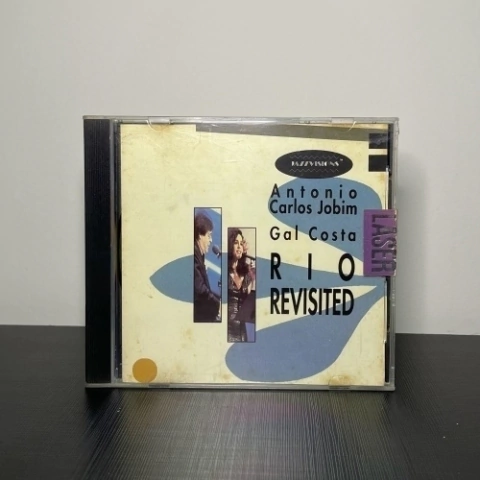 JAZZVISIONS
Antonio
Carlos Jobim
Gal Costa
RIO
REVISITED
LASER